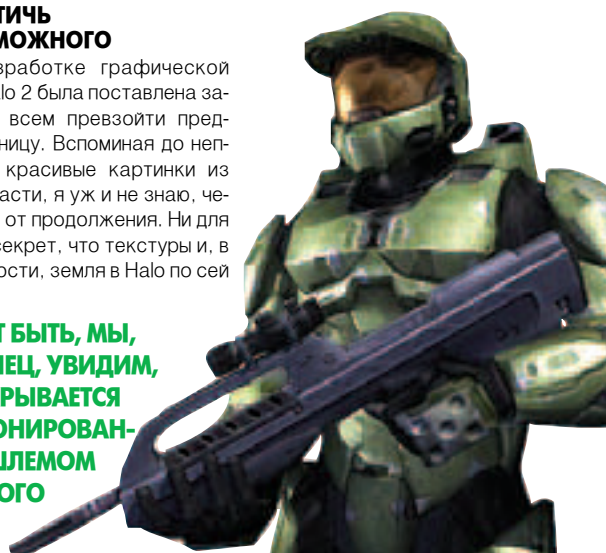 ТИЧЬ
МОЖНОГО
зработке графической
lo 2 была поставлена за-
всем превзойти пред-
ницу. Вспоминая до неп-
красивые картинки из
асти, я уж и не знаю, че-
от продолжения. Ни для
секрет, что текстуры и, в
ости, земля в Halo по сей
Т БЫТЬ, МЫ,
НЕЦ, УВИДИМ,
РЫВАЕТСЯ
ОНИРОВАН-
ШЛЕМОМ
ОГО